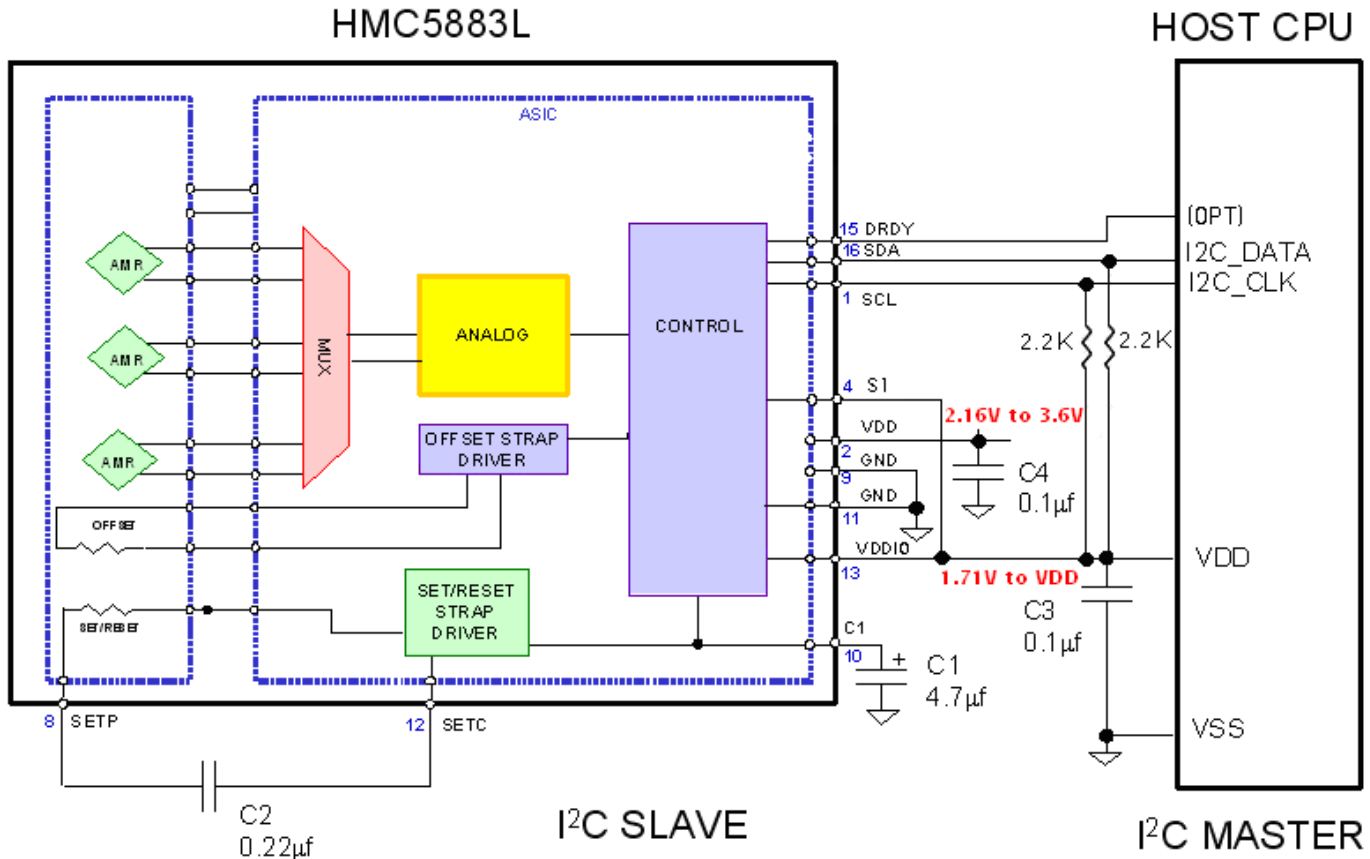 HMC5883L
HOST CPU
ASIC
AMR
AMR
AMR
MUX
ANALOG
CONTROL
OFFSET STRAP
DRIVER
OFFSET
SET/RESET
SET/RESET
STRAP
DRIVER
15 DRDY
16 SDA
1 SCL
4 S1
VDD
2
GND
9
GND
11
VDDIO
13
C1
10
8 SETP
12 SETC
2.16V to 3.6V
C4
0.1µf
1.71V to VDD
C3
0.1µf
C1
+
4.7µf
C2
0.22µf
2.2K
2.2K
(OPT)
I2C_DATA
I2C_CLK
VDD
VSS
I²C SLAVE
I²C MASTER